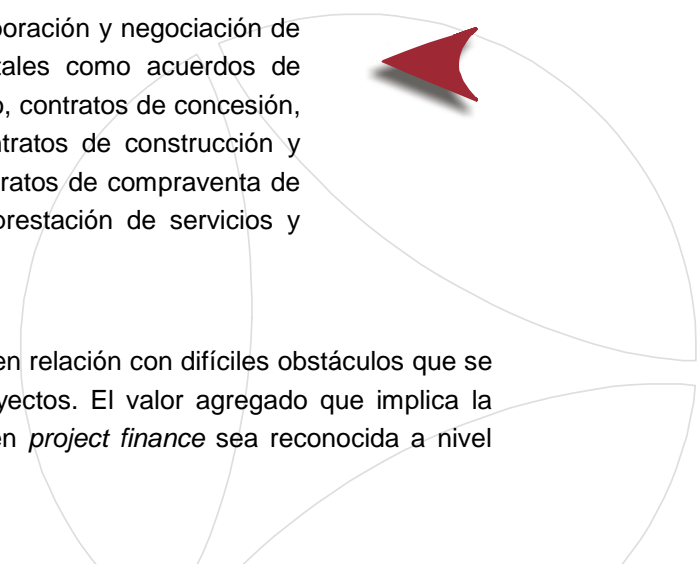 oración y negociación de
tales como acuerdos de
o, contratos de concesión,
ntratos de construcción y
ratos de compraventa de
prestación de servicios y
en relación con difíciles obstáculos que se
yectos. El valor agregado que implica la
en project finance sea reconocida a nivel